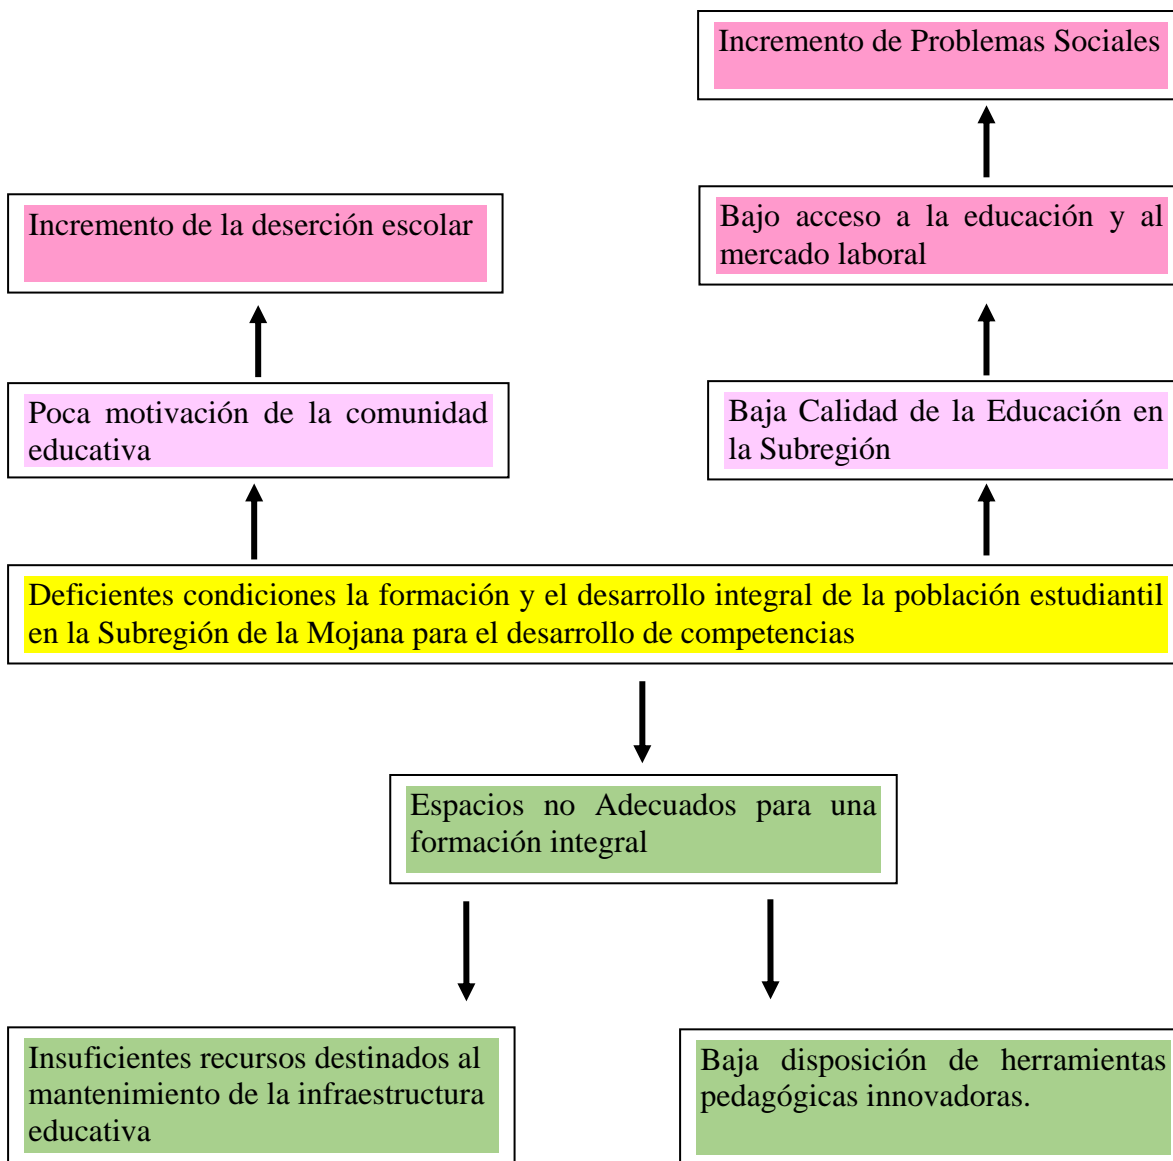 Incremento de Problemas Sociales
Incremento de la deserción escolar
Bajo acceso a la educación y al
mercado laboral
Poca motivación de la comunidad
educativa
Baja Calidad de la Educación en
la Subregión
Deficientes condiciones la formación y el desarrollo integral de la población estudiantil
en la Subregión de la Mojana para el desarrollo de competencias
Espacios no Adecuados para una
formación integral
Insuficientes recursos destinados al
mantenimiento de la infraestructura
educativa
Baja disposición de herramientas
pedagógicas innovadoras.